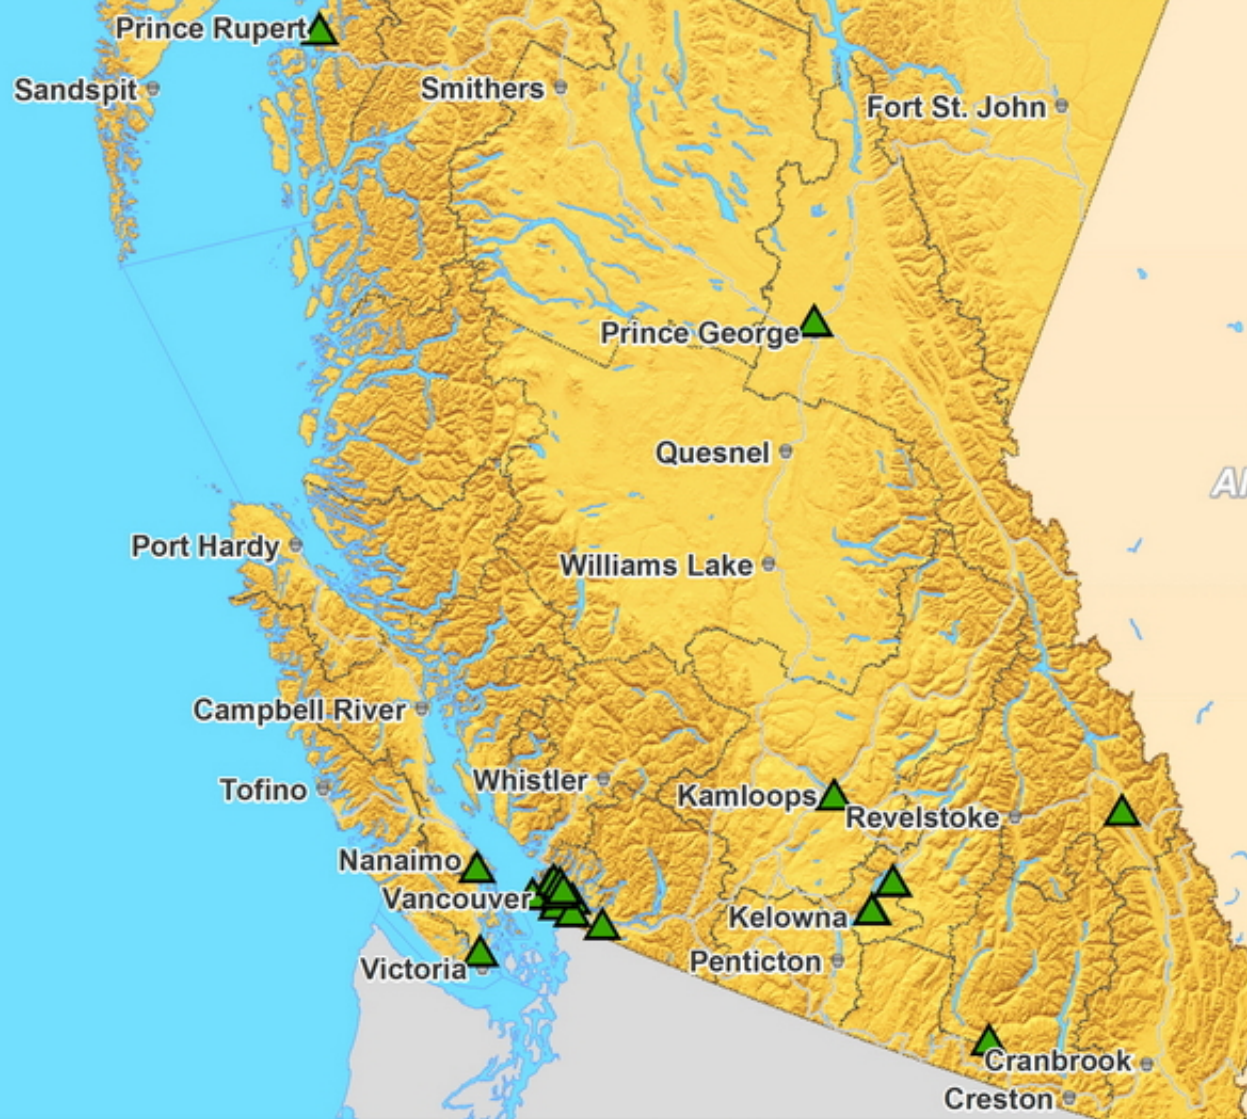 Prince Rupert
Sandspit
Smithers
Fort St. John
Prince George
Quesnel
Al
Port Hardy
Williams Lake
Campbell River
Whistler
Tofino
Kamloops
Revelstoke
Nanaimo
Vancouver
Kelowna
Penticton
Victoria
Cranbrook
Creston